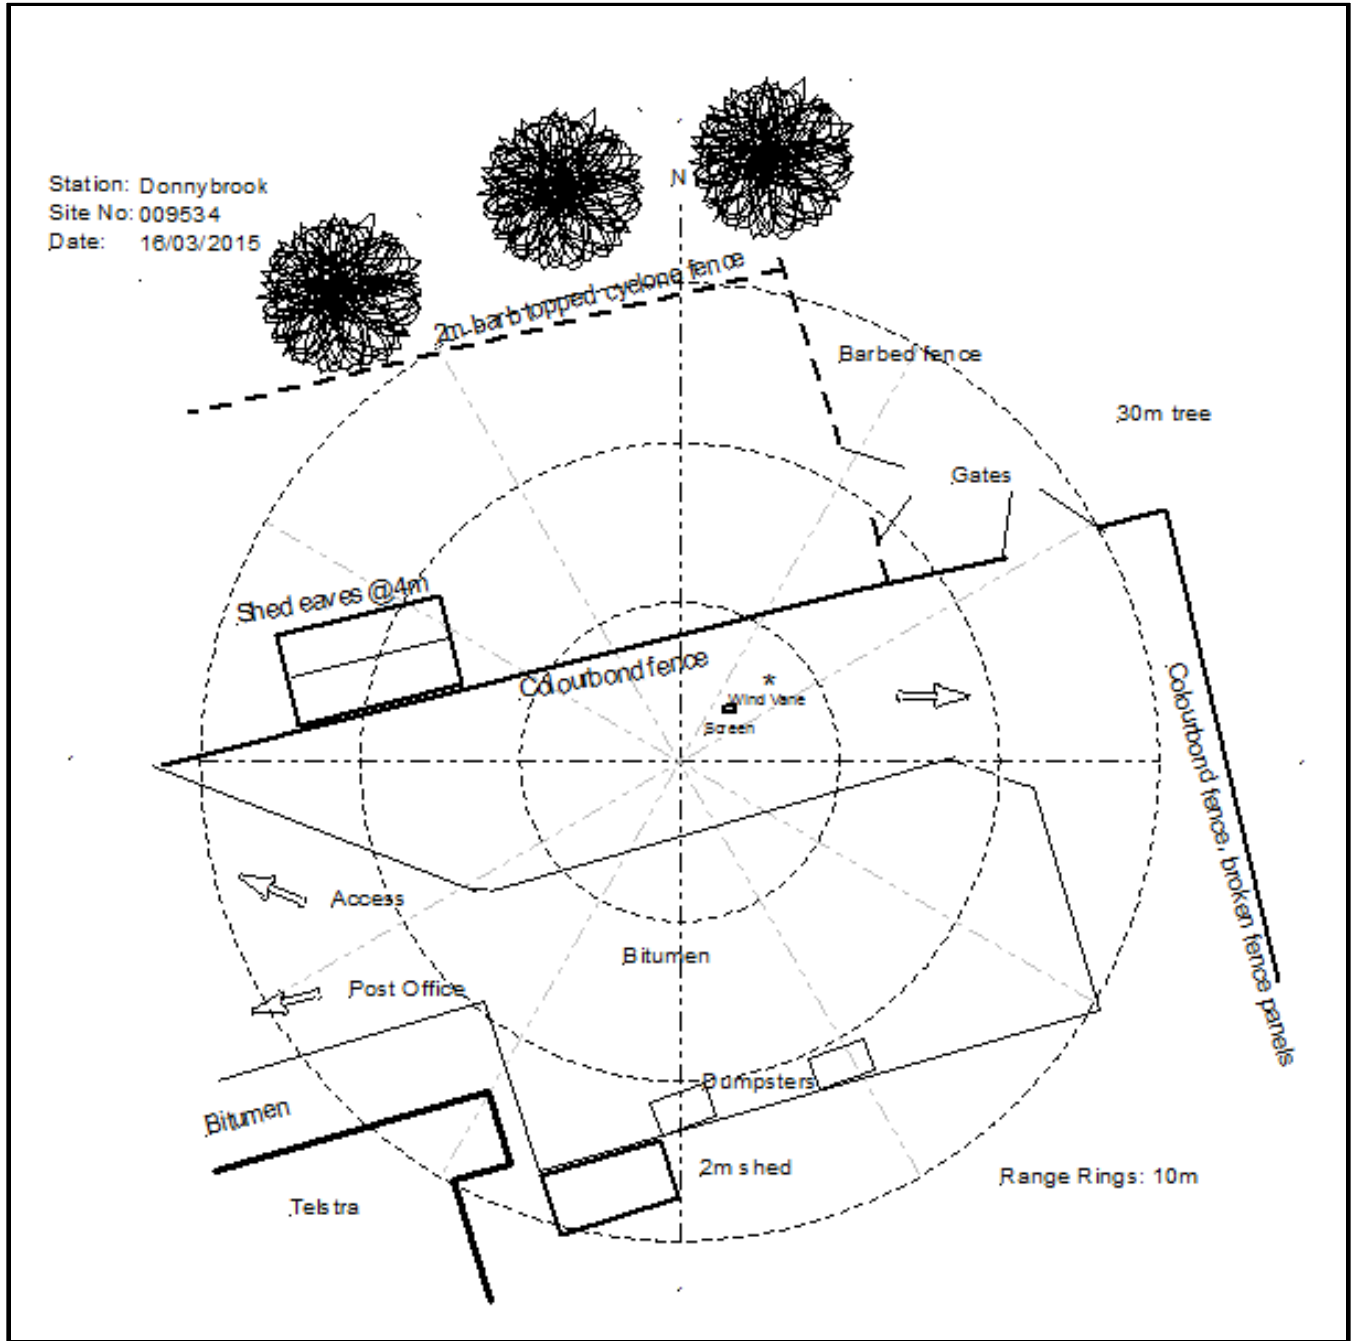 N
Station: Donnybrook
Site No: 009534
Date: 16/03/2015
2m barb topped cyclone fence
Barbed fence
30m tree
Gates
Shed eaves @4m
Colourbond fence
*
Wind Vane
Screen
Colourbond fence, broken fence panels
Access
Bitumen
Post Office
Dumpsters
Bitumen
2m shed
Range Rings: 10m
Telstra